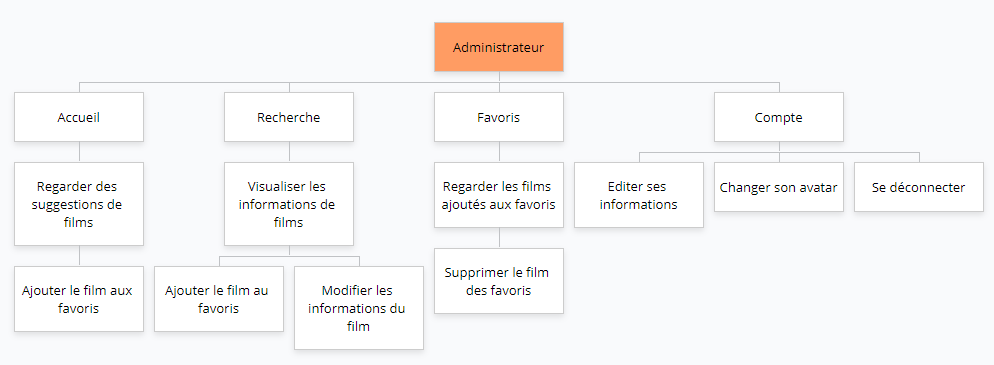 Administrateur
Accueil
Recherche
Favoris
Compte
Regarder des
suggestions de
films
Visualiser les
informations de
films
Regarder les films
ajoutés aux favoris
Editer ses
informations
Changer son avatar
Se déconnecter
Ajouter le film aux
favoris
Ajouter le film au
favoris
Modifier les
informations du
film
Supprimer le film
des favoris